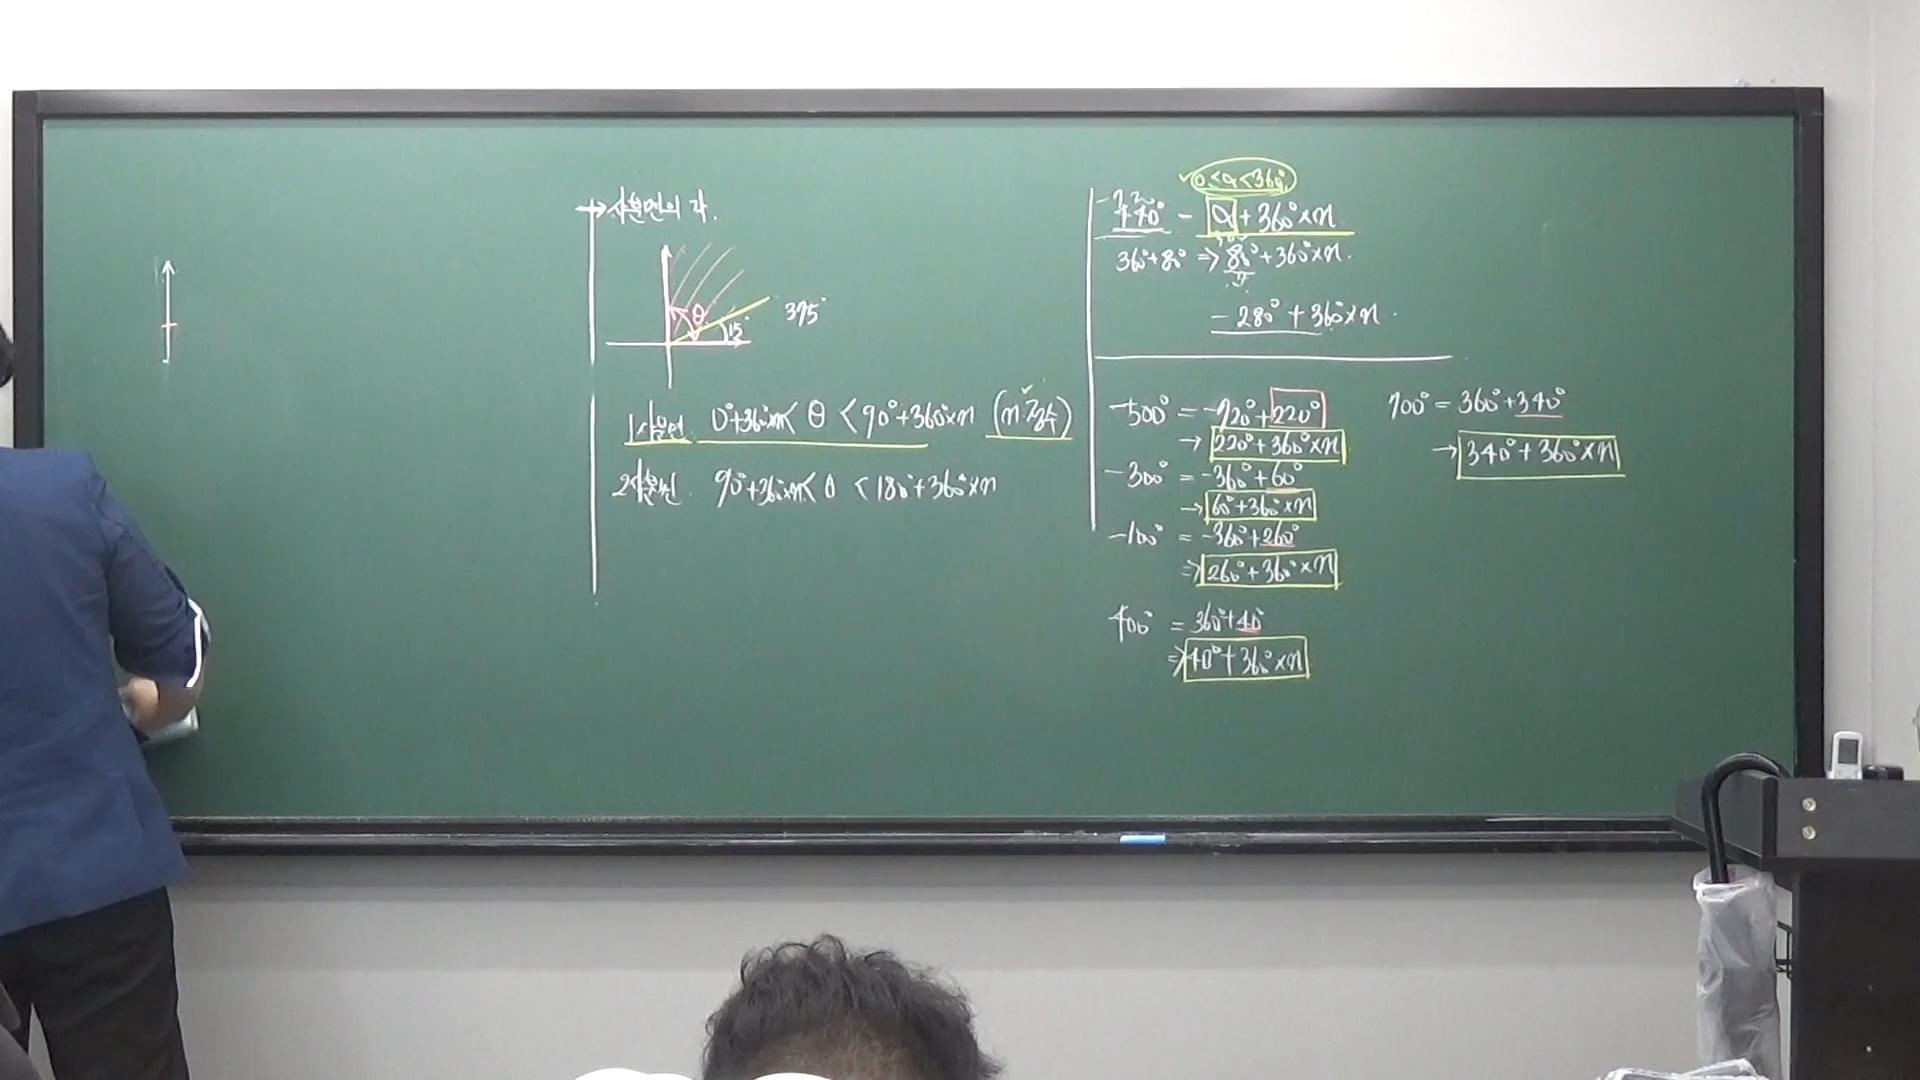 → 사분면의 각.
θ
15°
375°
1사분면 0°+360°×n < θ < 90°+360°×n (n 정수)
2사분면. 90°+360°×n < θ < 180°+360°×n
0<α<360°
440° - α + 360°×n
360°+80° ⇒ 80°+360°×n.
-280° + 360°×n.
-500° = -720°+220°
→ 220°+360°×n
-300° = -360°+60°
→ 60°+360°×n
-100° = -360°+260°
⇒ 260°+360°×n
400° = 360°+40°
⇒ 40°+360°×n
700° = 360°+340°
→ 340°+360°×n